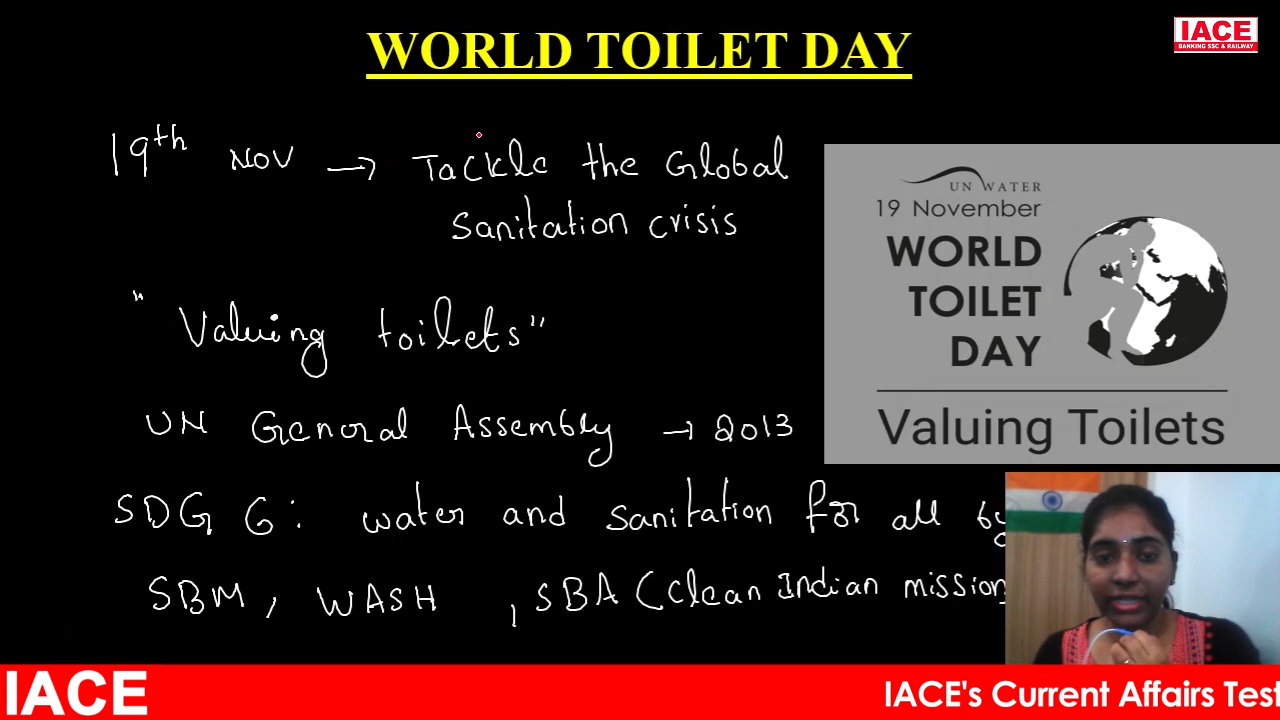 WORLD TOILET DAY
IACE
BANKING SSC & RAILWAY
19th NOV → Tackle the Global
sanitation crisis
"Valuing toilets"
UN General Assembly → 2013
SDG 6: water and sanitation for all by
SBM, WASH , SBA (Clean Indian mission
UN WATER
19 November
WORLD
TOILET
DAY
Valuing Toilets
IACE
IACE's Current Affairs Test